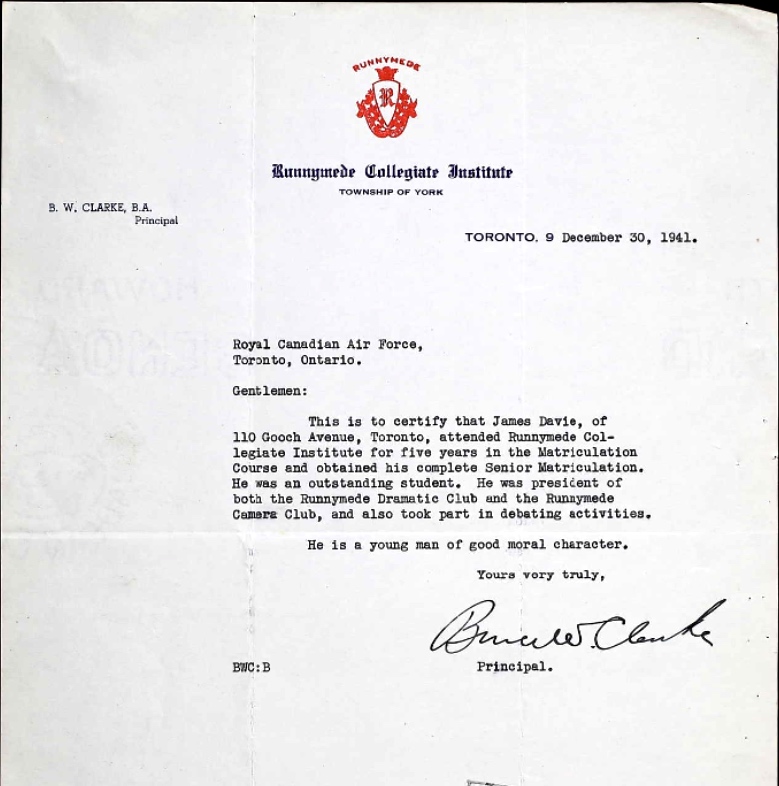 RUNNYMEDE
R
Runnymede Collegiate Institute
TOWNSHIP OF YORK
B. W. CLARKE, B.A.
Principal
TORONTO. 9 December 30, 1941.
Royal Canadian Air Force,
Toronto, Ontario.
Gentlemen:
This is to certify that James Davie, of
110 Gooch Avenue, Toronto, attended Runnymede Col-
legiate Institute for five years in the Matriculation
Course and obtained his complete Senior Matriculation.
He was an outstanding student. He was president of
both the Runnymede Dramatic Club and the Runnymede
Camera Club, and also took part in debating activities.
He is a young man of good moral character.
Yours very truly,
Bruce W. Clarke
BWC:B
Principal.